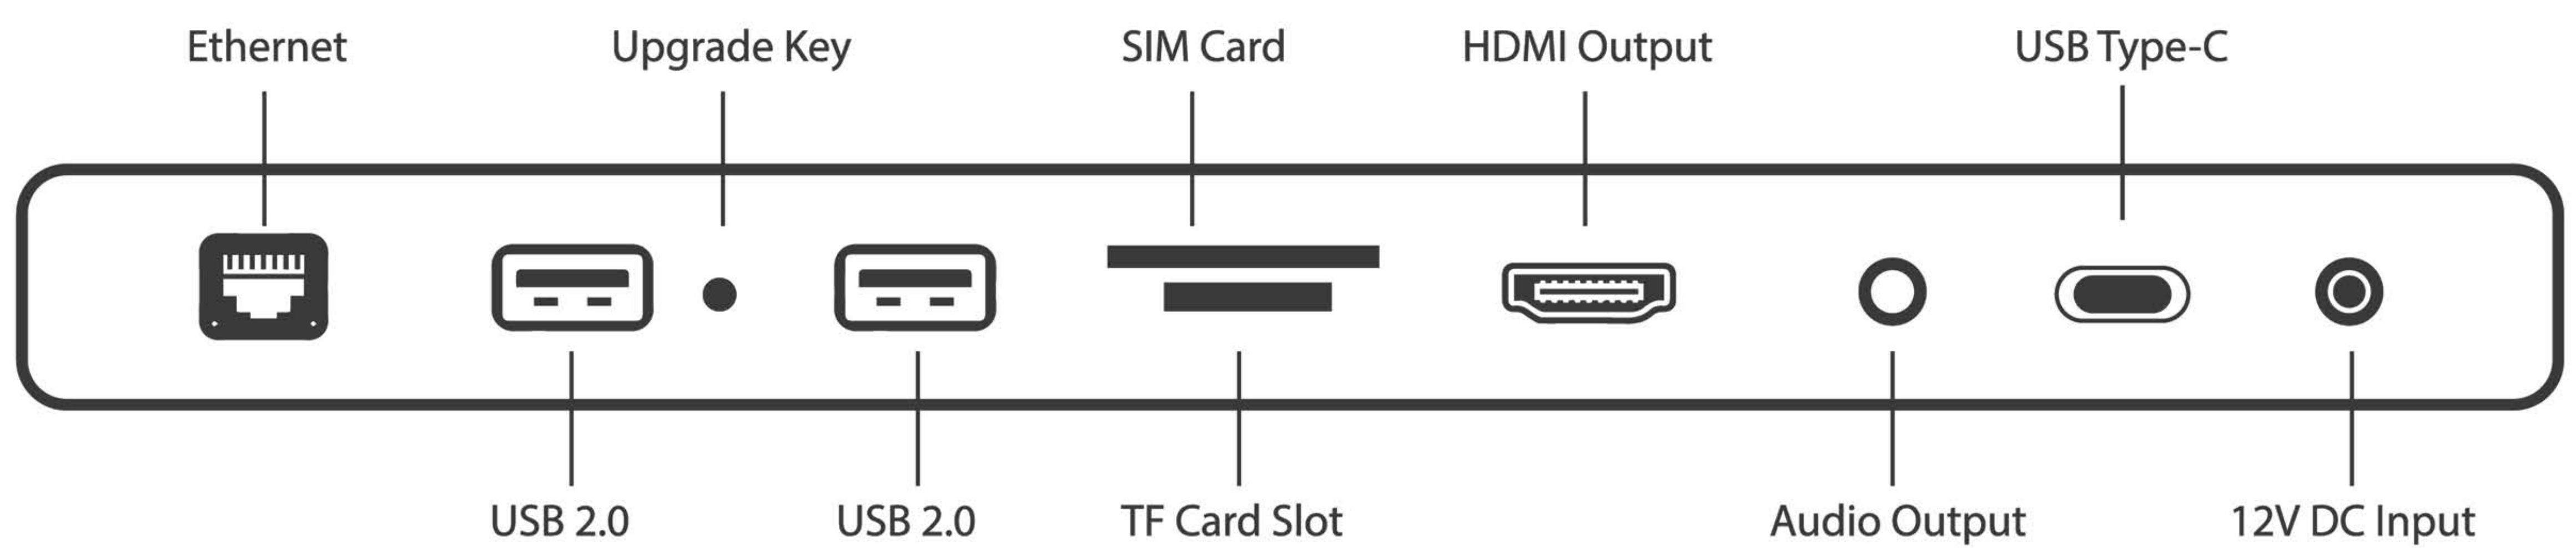 Ethernet
Upgrade Key
SIM Card
HDMI Output
USB Type-C
USB 2.0
USB 2.0
TF Card Slot
Audio Output
12V DC Input